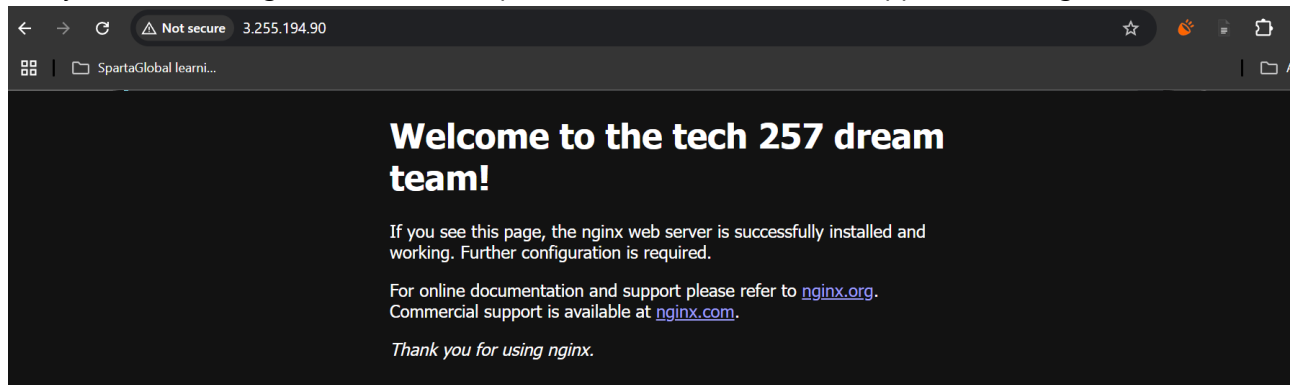 Not secure 3.255.194.90
SpartaGlobal learni...
Welcome to the tech 257 dream
team!
If you see this page, the nginx web server is successfully installed and
working. Further configuration is required.
For online documentation and support please refer to nginx.org.
Commercial support is available at nginx.com.
Thank you for using nginx.